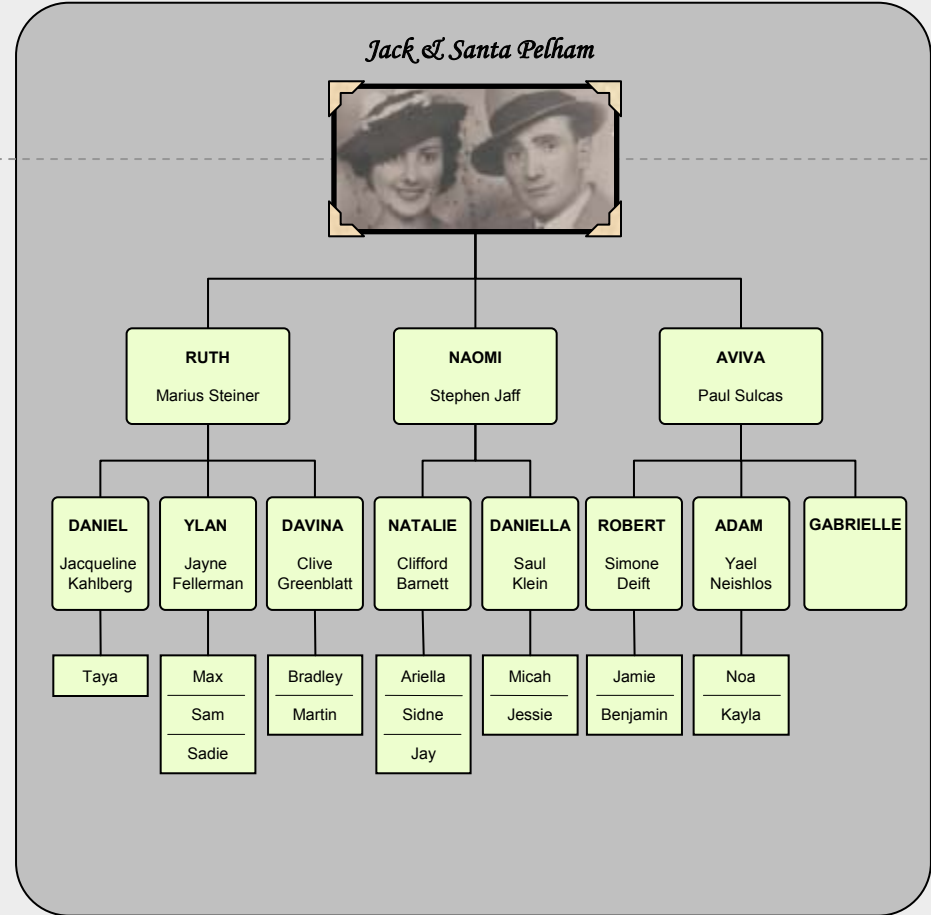 Jack & Santa Pelham
RUTH
Marius Steiner
NAOMI
Stephen Jaff
AVIVA
Paul Sulcas
DANIEL
Jacqueline
Kahlberg
YLAN
Jayne
Fellerman
DAVINA
Clive
Greenblatt
NATALIE
Clifford
Barnett
DANIELLA
Saul
Klein
ROBERT
Simone
Deift
ADAM
Yael
Neishlos
GABRIELLE
Taya
Max
Sam
Sadie
Bradley
Martin
Ariella
Sidne
Jay
Micah
Jessie
Jamie
Benjamin
Noa
Kayla